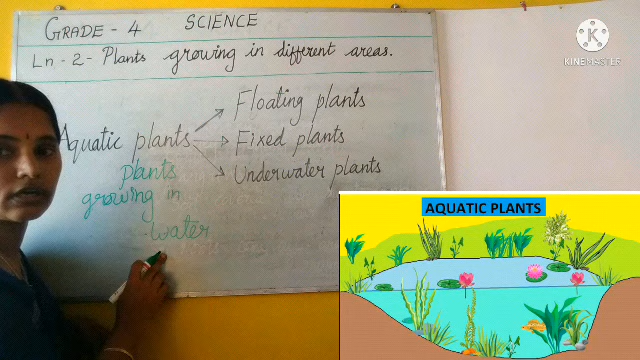 GRADE - 4 SCIENCE
Ln - 2 - Plants growing in different areas.
Floating plants
Aquatic plants
Fixed plants
Underwater plants
plants
growing in
water
AQUATIC PLANTS
K
KINEMASTER